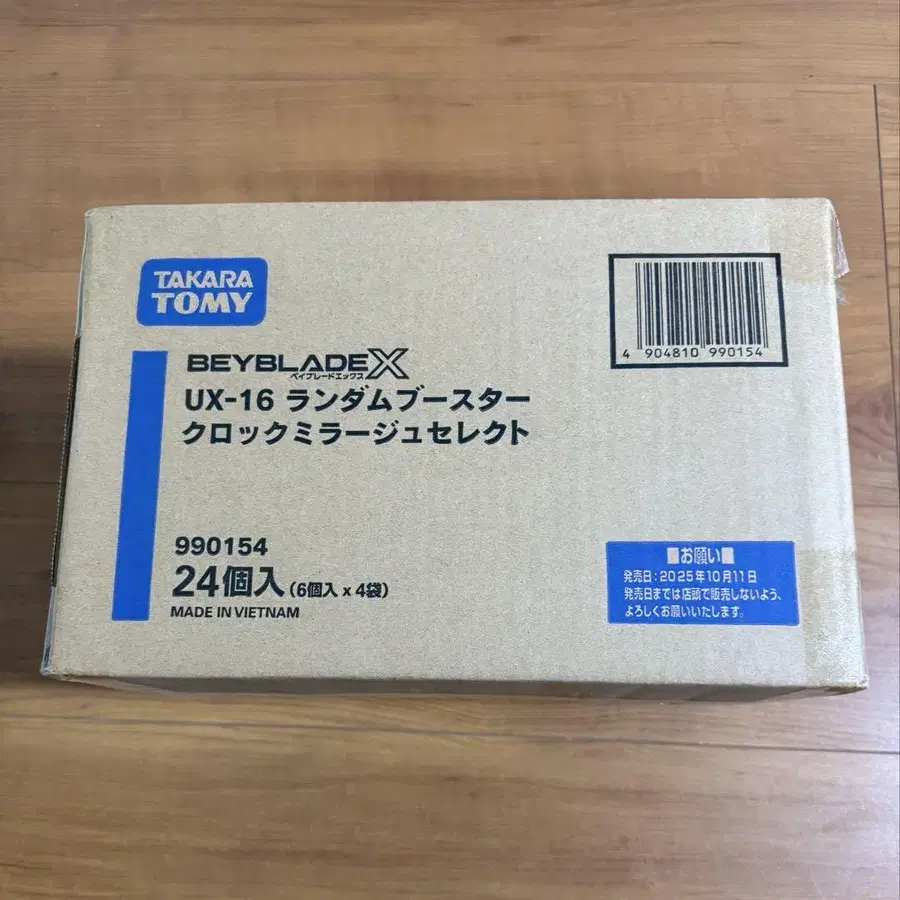 TAKARA
TOMY
4 904810 990154
BEYBLADE X
ベイブレードエックス
UX-16 ランダムブースター
クロックミラージュセレクト
990154
24個入(6個入 x 4袋)
MADE IN VIETNAM
■お願い■
発売日:2025年10月11日
発売日までは店頭で販売しないよう、
よろしくお願いいたします。